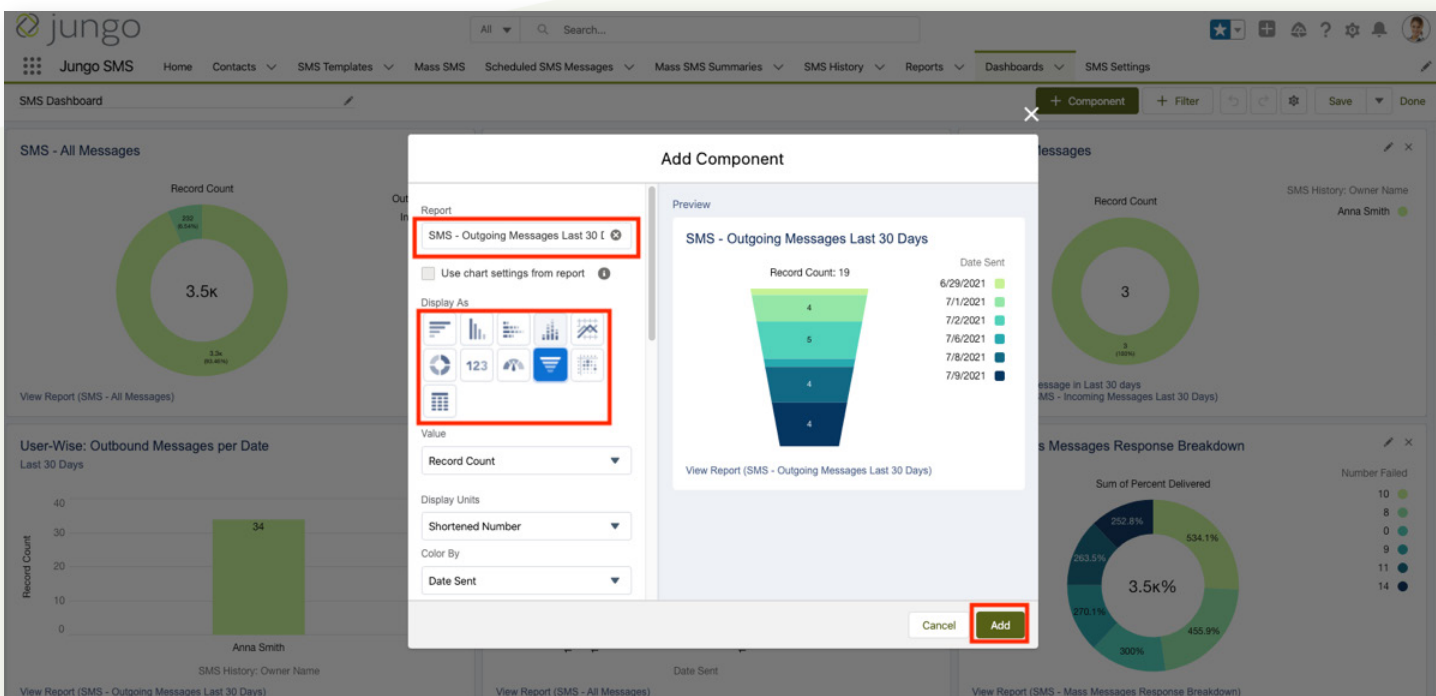 jungo
All
Search...
Jungo SMS
Home
Contacts
SMS Templates
Mass SMS
Scheduled SMS Messages
Mass SMS Summaries
SMS History
Reports
Dashboards
SMS Settings
SMS Dashboard
+ Component
+ Filter
Save
Done
SMS - All Messages
Record Count
Out
In
232
3.5K
3.3K
View Report (SMS - All Messages)
User-Wise: Outbound Messages per Date
Last 30 Days
40
30
20
10
0
Record Count
34
Anna Smith
SMS History: Owner Name
View Report (SMS - Outgoing Messages Last 30 Days)
Add Component
Report
SMS - Outgoing Messages Last 30 D
Use chart settings from report
Display As
123
Value
Record Count
Display Units
Shortened Number
Color By
Date Sent
Preview
SMS - Outgoing Messages Last 30 Days
Record Count: 19
4
5
4
4
Date Sent
6/29/2021
7/1/2021
7/2/2021
7/6/2021
7/8/2021
7/9/2021
View Report (SMS - Outgoing Messages Last 30 Days)
Cancel
Add
Date Sent
View Report (SMS - All Messages)
Messages
Record Count
3
3
(100%)
SMS History: Owner Name
Anna Smith
essage in Last 30 days
MS - Incoming Messages Last 30 Days)
s Messages Response Breakdown
Sum of Percent Delivered
252.8%
534.1%
263.5%
3.5K%
270.1%
455.9%
300%
Number Failed
10
8
0
9
11
14
View Report (SMS - Mass Messages Response Breakdown)